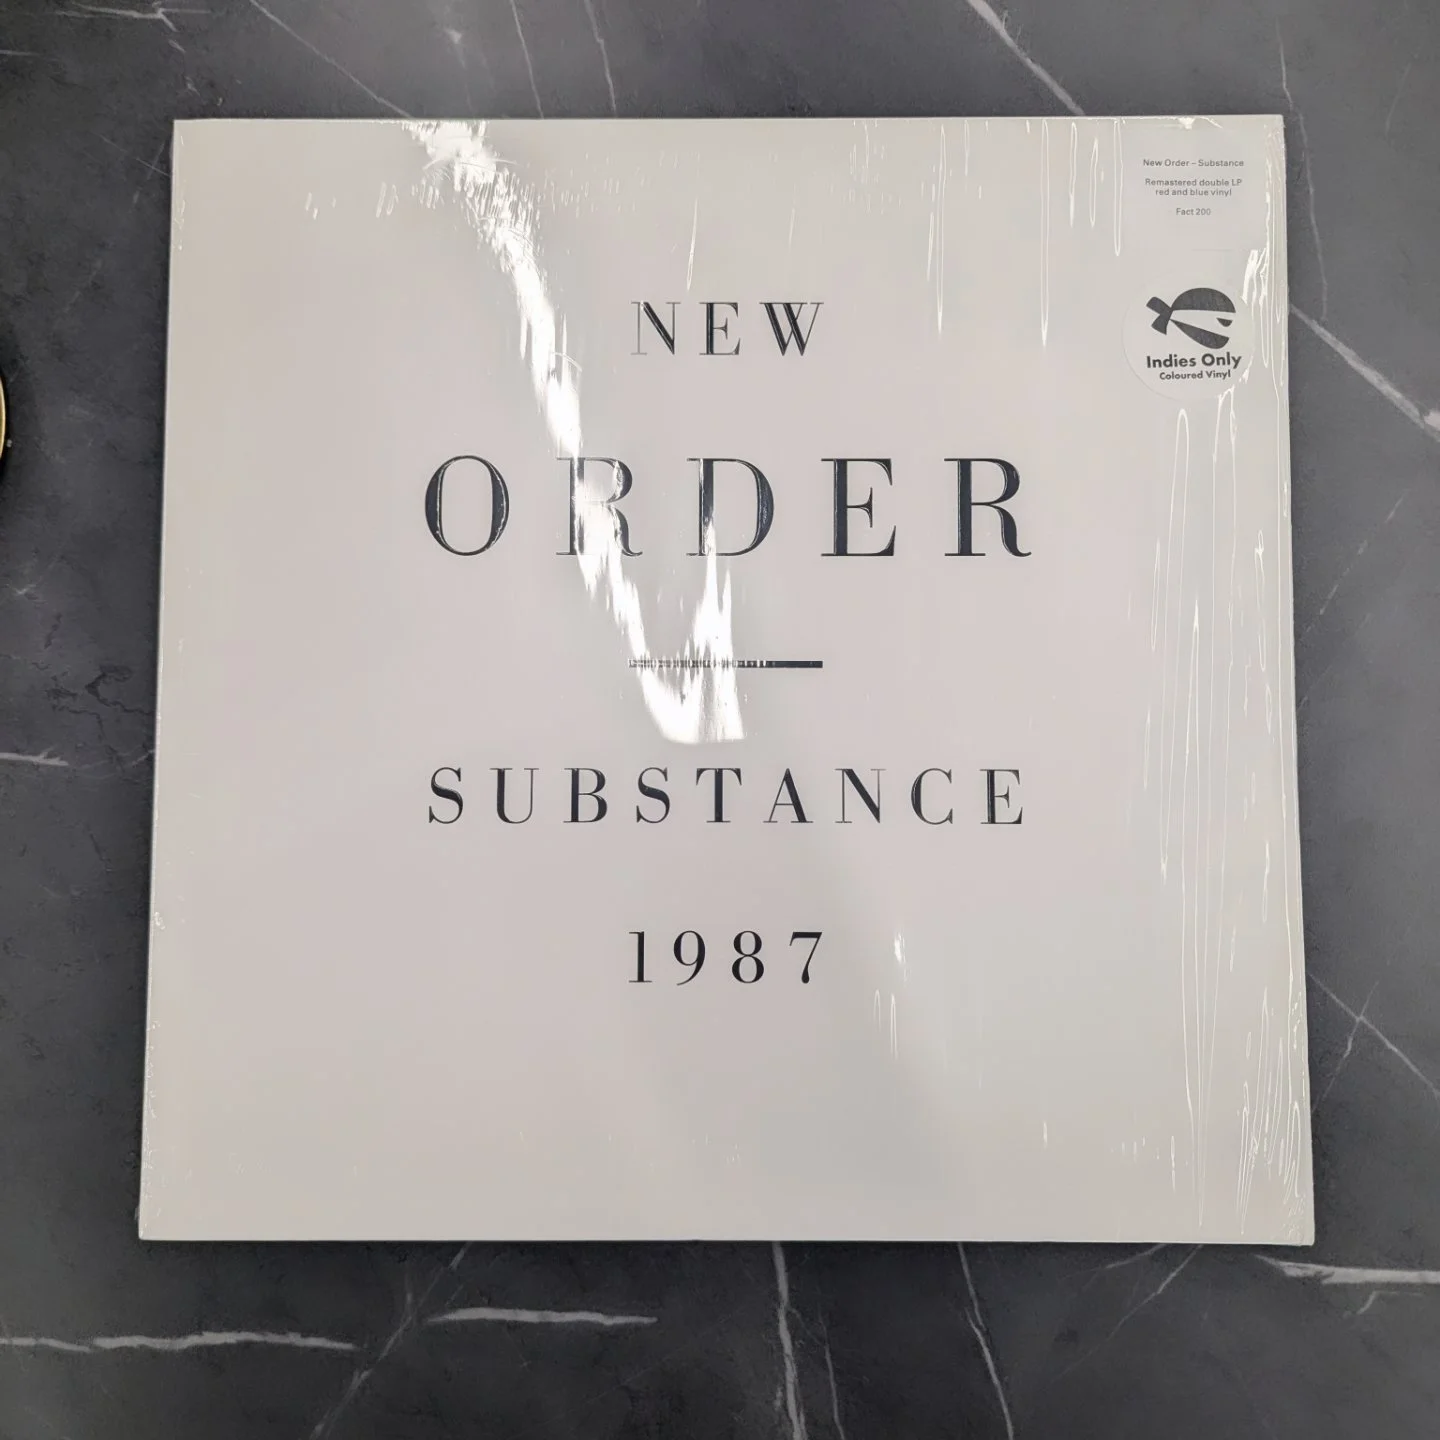 New Order – Substance
Remastered double LP
red and blue vinyl
Fact 200
Indies Only
Coloured Vinyl
NEW
ORDER
SUBSTANCE
1987